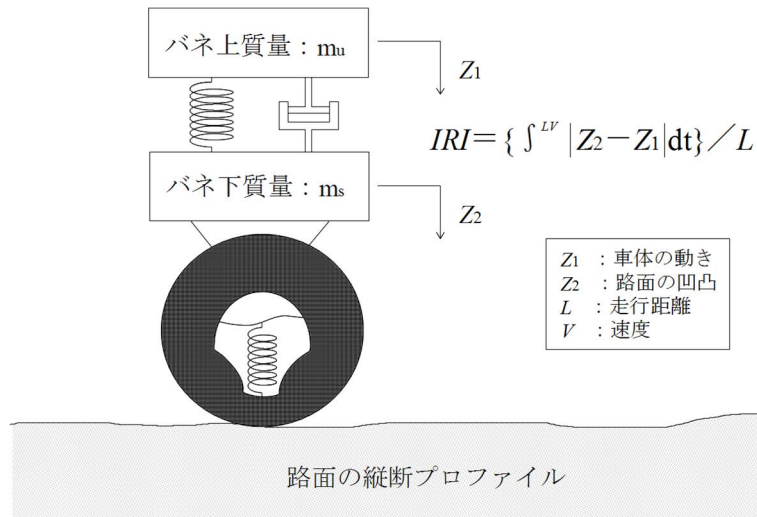 バネ上質量：mu
Z1
IRI={∫LV|Z2−Z1|dt}／L
バネ下質量：ms
Z2
Z1 ：車体の動き
Z2 ：路面の凹凸
L ：走行距離
V ：速度
路面の縦断プロファイル